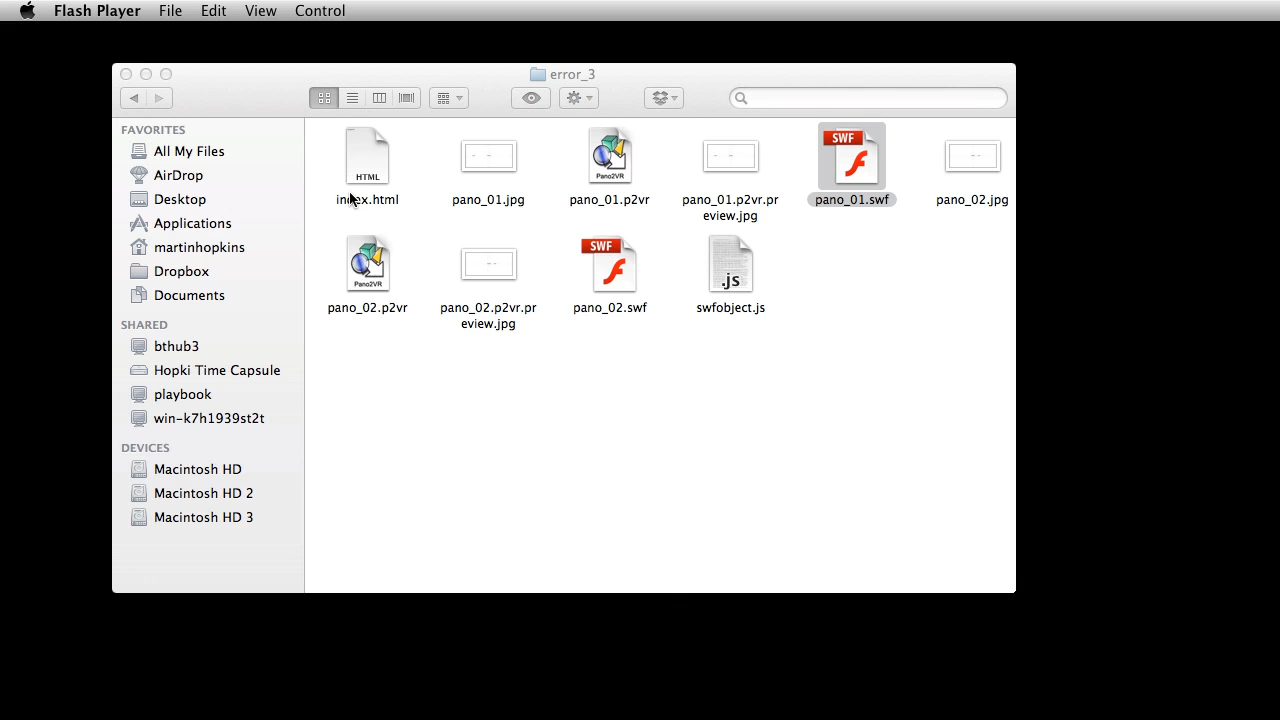 Flash Player File Edit View Control
error_3
FAVORITES
All My Files
AirDrop
Desktop
Applications
martinhopkins
Dropbox
Documents
SHARED
bthub3
Hopki Time Capsule
playbook
win-k7h1939st2t
DEVICES
Macintosh HD
Macintosh HD 2
Macintosh HD 3
HTML
index.html
pano_01.jpg
Pano2VR
pano_01.p2vr
pano_01.p2vr.pr
eview.jpg
SWF
pano_01.swf
pano_02.jpg
Pano2VR
pano_02.p2vr
pano_02.p2vr.pr
eview.jpg
SWF
pano_02.swf
.js
swfobject.js